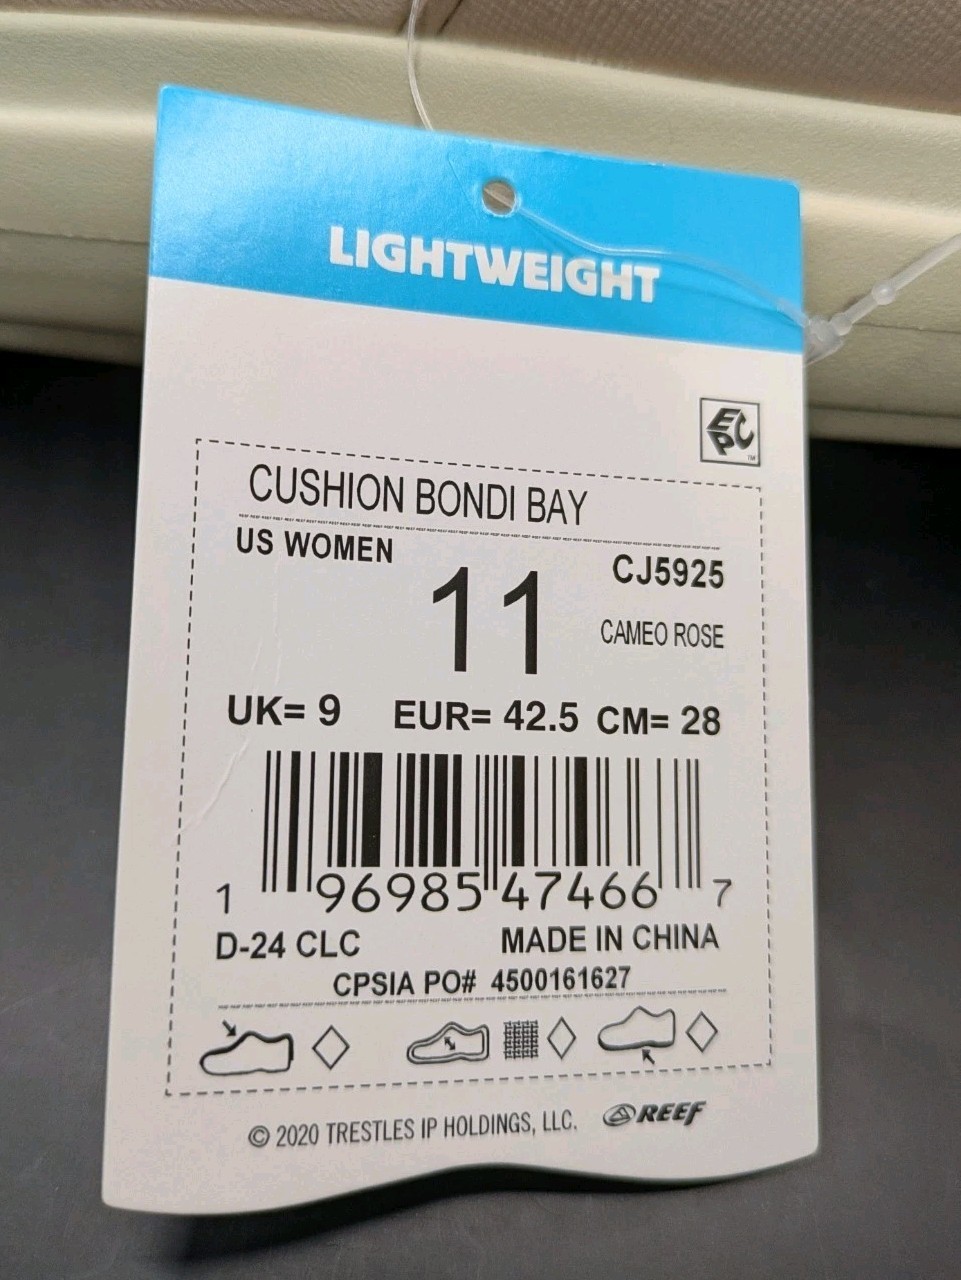 LIGHTWEIGHT
EPC
TM
CUSHION BONDI BAY
US WOMEN
11
CJ5925
CAMEO ROSE
UK= 9 EUR= 42.5 CM= 28
1 96985 47466 7
D-24 CLC MADE IN CHINA
CPSIA PO# 4500161627
© 2020 TRESTLES IP HOLDINGS, LLC. REEF